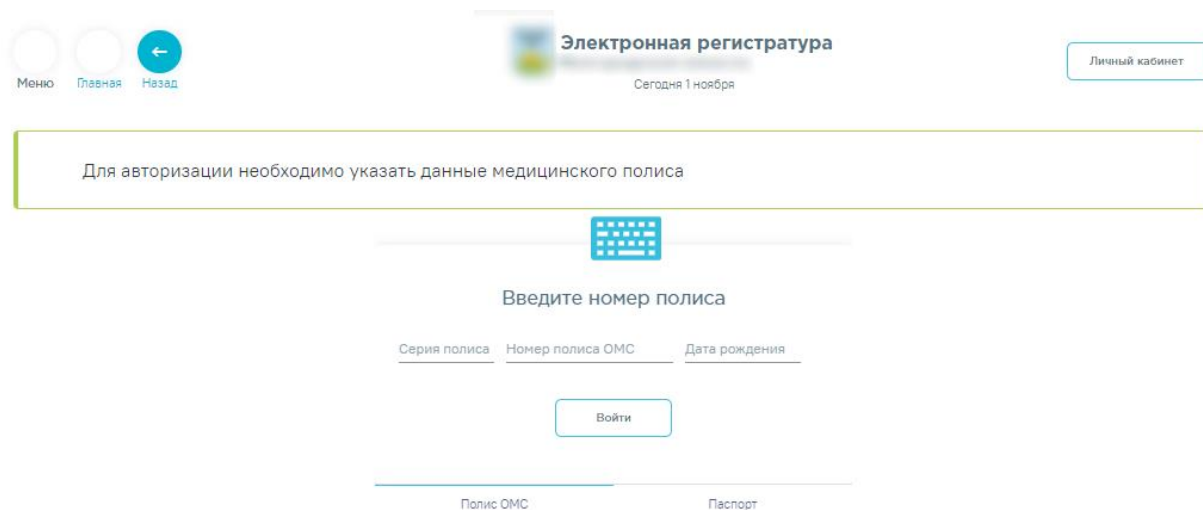 Электронная регистратура
Сегодня 1 ноября
Меню Главная Назад
Личный кабинет
Для авторизации необходимо указать данные медицинского полиса
Введите номер полиса
Серия полиса Номер полиса ОМС Дата рождения
Войти
Полис ОМС Паспорт